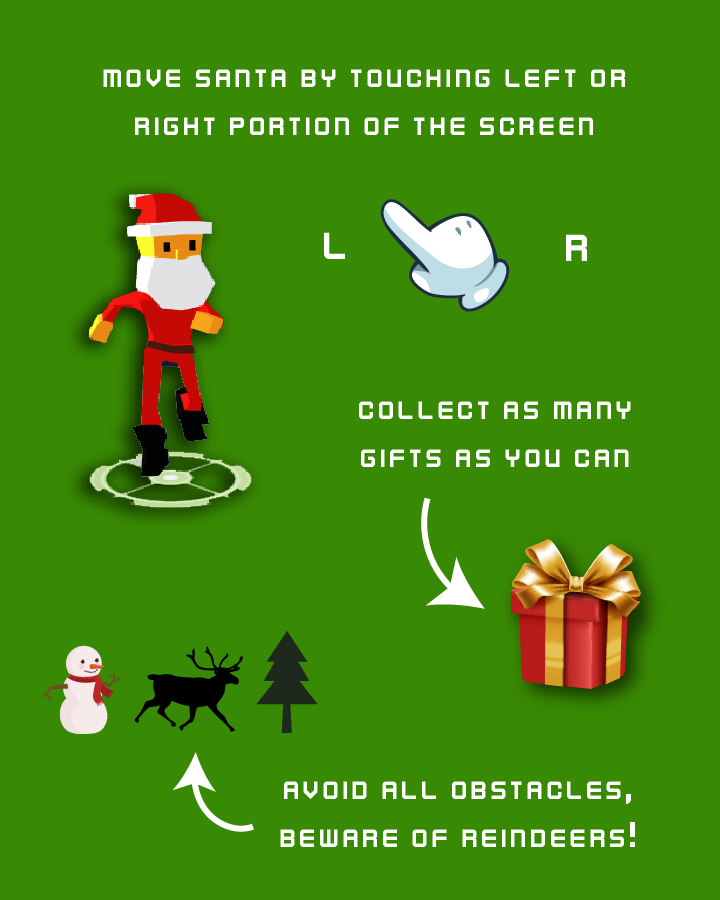 MOVE SANTA BY TOUCHING LEFT OR
RIGHT PORTION OF THE SCREEN
L R
COLLECT AS MANY
GIFTS AS YOU CAN
AVOID ALL OBSTACLES,
BEWARE OF REINDEERS!